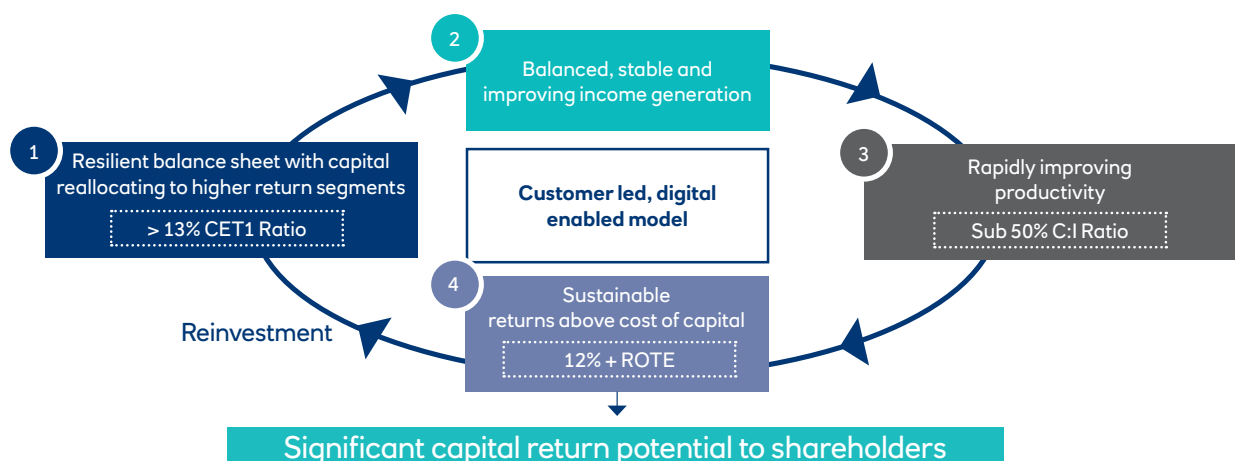 1
Resilient balance sheet with capital
reallocating to higher return segments
> 13% CET1 Ratio
2
Balanced, stable and
improving income generation
3
Rapidly improving
productivity
Sub 50% C:I Ratio
Customer led, digital
enabled model
4
Sustainable
returns above cost of capital
12% + ROTE
Reinvestment
Significant capital return potential to shareholders